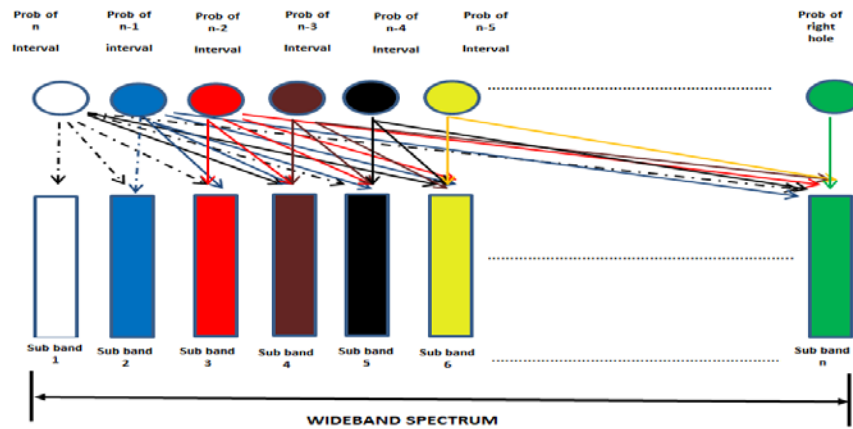 Prob of
n
Interval
Prob of
n-1
interval
Prob of
n-2
Interval
Prob of
n-3
Interval
Prob of
n-4
Interval
Prob of
n-5
Interval
Prob of
right
hole
Sub band
1
Sub band
2
Sub band
3
Sub band
4
Sub band
5
Sub band
6
Sub band
n
WIDEBAND SPECTRUM